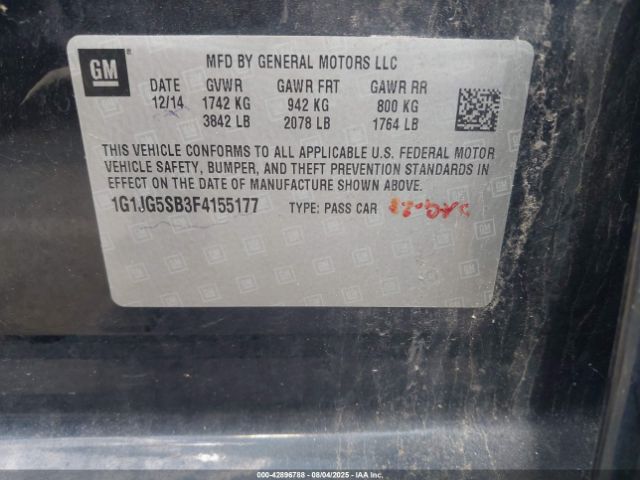 GM
MFD BY GENERAL MOTORS LLC
DATE GVWR GAWR FRT GAWR RR
12/14 1742 KG 942 KG 800 KG
3842 LB 2078 LB 1764 LB
THIS VEHICLE CONFORMS TO ALL APPLICABLE U.S. FEDERAL MOTOR
VEHICLE SAFETY, BUMPER, AND THEFT PREVENTION STANDARDS IN
EFFECT ON THE DATE OF MANUFACTURE SHOWN ABOVE.
1G1JG5SB3F4155177 TYPE: PASS CAR
000-42896788 - 08/04/2025 - IAAI.COM